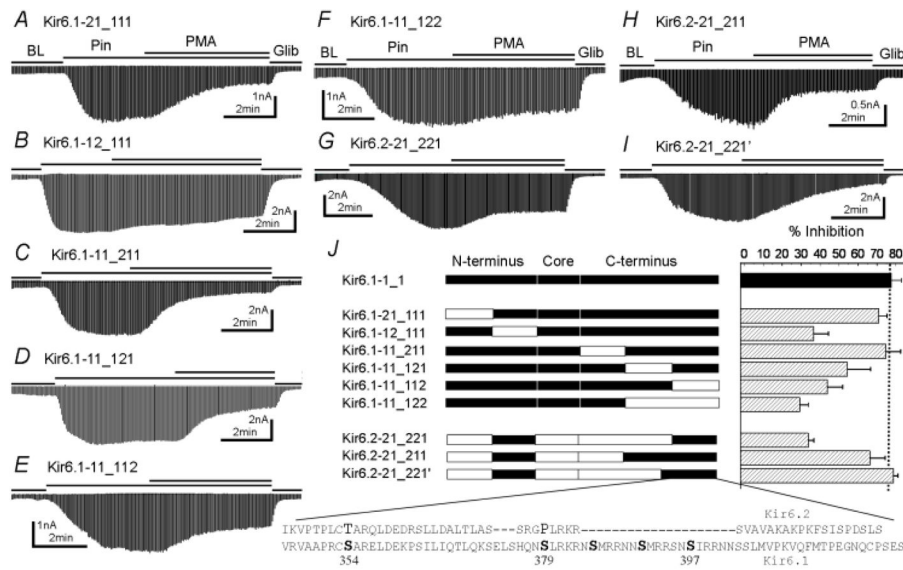 A Kir6.1-21_111
BL Pin PMA Glib
1nA
2min
F Kir6.1-11_122
BL Pin PMA Glib
1nA
2min
H Kir6.2-21_211
BL Pin PMA Glib
0.5nA
2min
B Kir6.1-12_111
2nA
2min
G Kir6.2-21_221
2nA
2min
I Kir6.2-21_221'
2nA
2min
C Kir6.1-11_211
2nA
2min
D Kir6.1-11_121
2nA
2min
E Kir6.1-11_112
1nA
2min
J
% Inhibition
N-terminus Core C-terminus
0 10 20 30 40 50 60 70 80
Kir6.1-1_1
Kir6.1-21_111
Kir6.1-12_111
Kir6.1-11_211
Kir6.1-11_121
Kir6.1-11_112
Kir6.1-11_122
Kir6.2-21_221
Kir6.2-21_211
Kir6.2-21_221'
Kir6.2
IKVPTPLCTARQLDEDRSLLDALTLAS---SRGPLRKR------------------SVAVAKAKPKFSISPDSLS
VRVAAPRCSARELDEKPSILIQTLQKSELSHQNSLRKRNSMRRNNSMRRSNSIRRNNSSLMVPKVQFMTPEGNQCPSES
354 379 397 Kir6.1